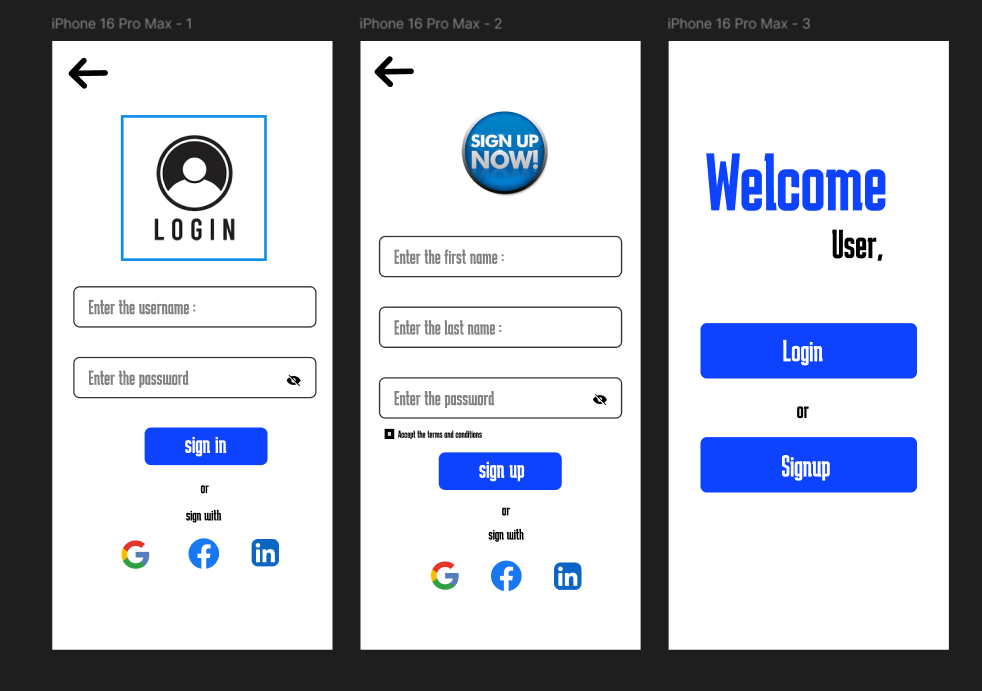 iPhone 16 Pro Max - 1
LOGIN
Enter the username :
Enter the password
sign in
or
sign with
G
f
in
iPhone 16 Pro Max - 2
SIGN UP
NOW!
Enter the first name :
Enter the last name :
Enter the password
Accept the terms and conditions
sign up
or
sign with
G
f
in
iPhone 16 Pro Max - 3
Welcome
User,
Login
or
Signup